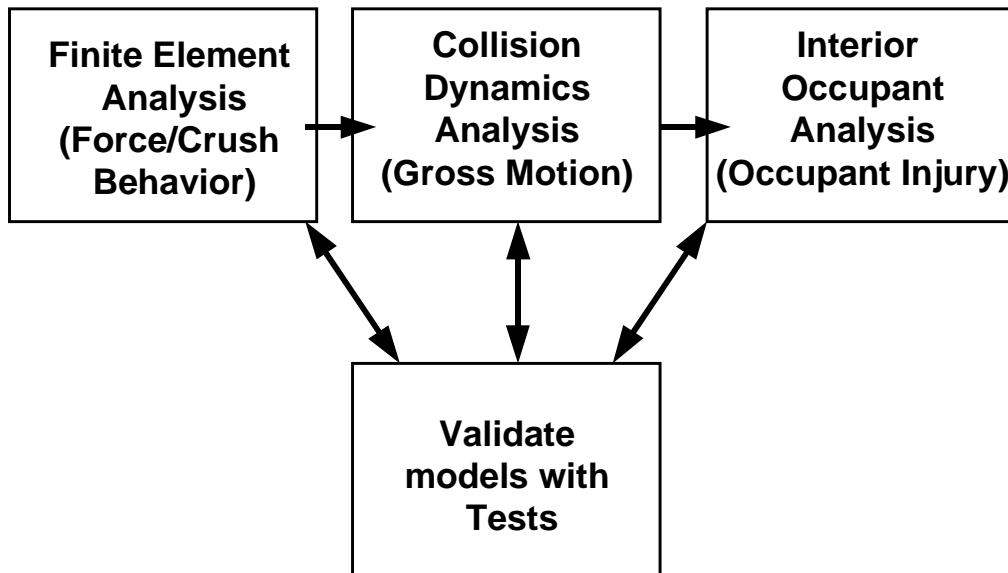 Finite Element
Analysis
(Force/Crush
Behavior)
Collision
Dynamics
Analysis
(Gross Motion)
Interior
Occupant
Analysis
(Occupant Injury)
Validate
models with
Tests